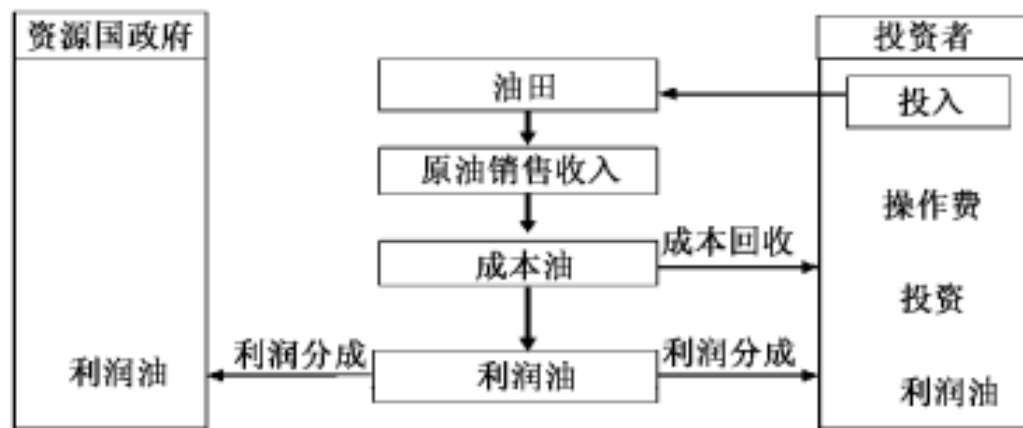 资源国政府
投资者
油田
投入
原油销售收入
操作费
成本油
成本回收
投资
利润油
利润分成
利润油
利润分成
利润油